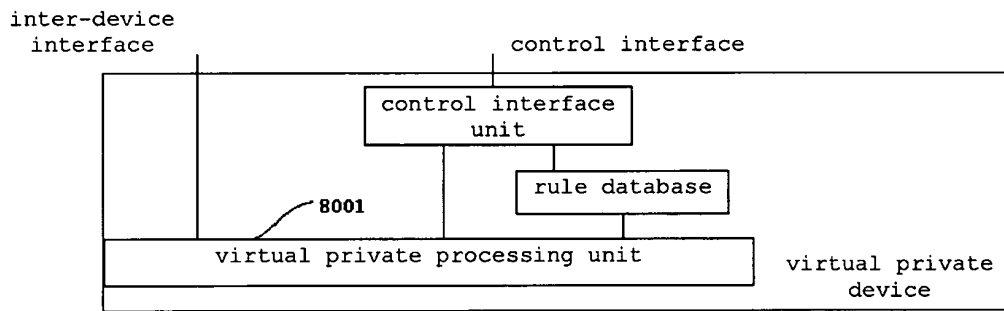 inter-device
interface
control interface
control interface
unit
rule database
8001
virtual private processing unit
virtual private
device